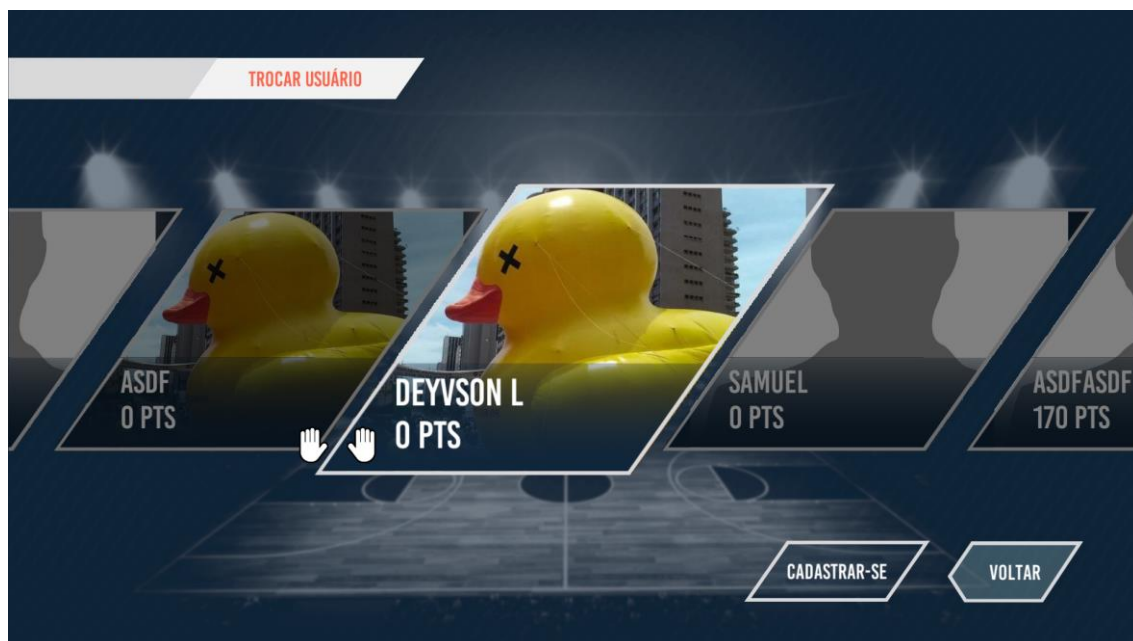 TROCAR USUÁRIO
ASDF
0 PTS
DEYVSON L
0 PTS
SAMUEL
0 PTS
ASDFASDF
170 PTS
CADASTRAR-SE
VOLTAR